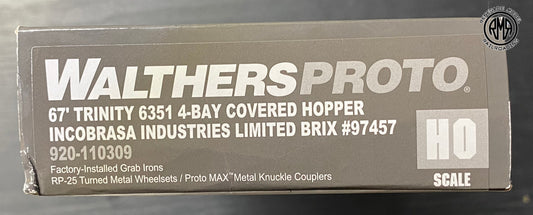 WALTHERSPROTO®
67' TRINITY 6351 4-BAY COVERED HOPPER
INCOBRASA INDUSTRIES LIMITED BRIX #97457
920-110309
Factory-Installed Grab Irons
RP-25 Turned Metal Wheelsets / Proto MAX™ Metal Knuckle Couplers
HO
SCALE
RMR